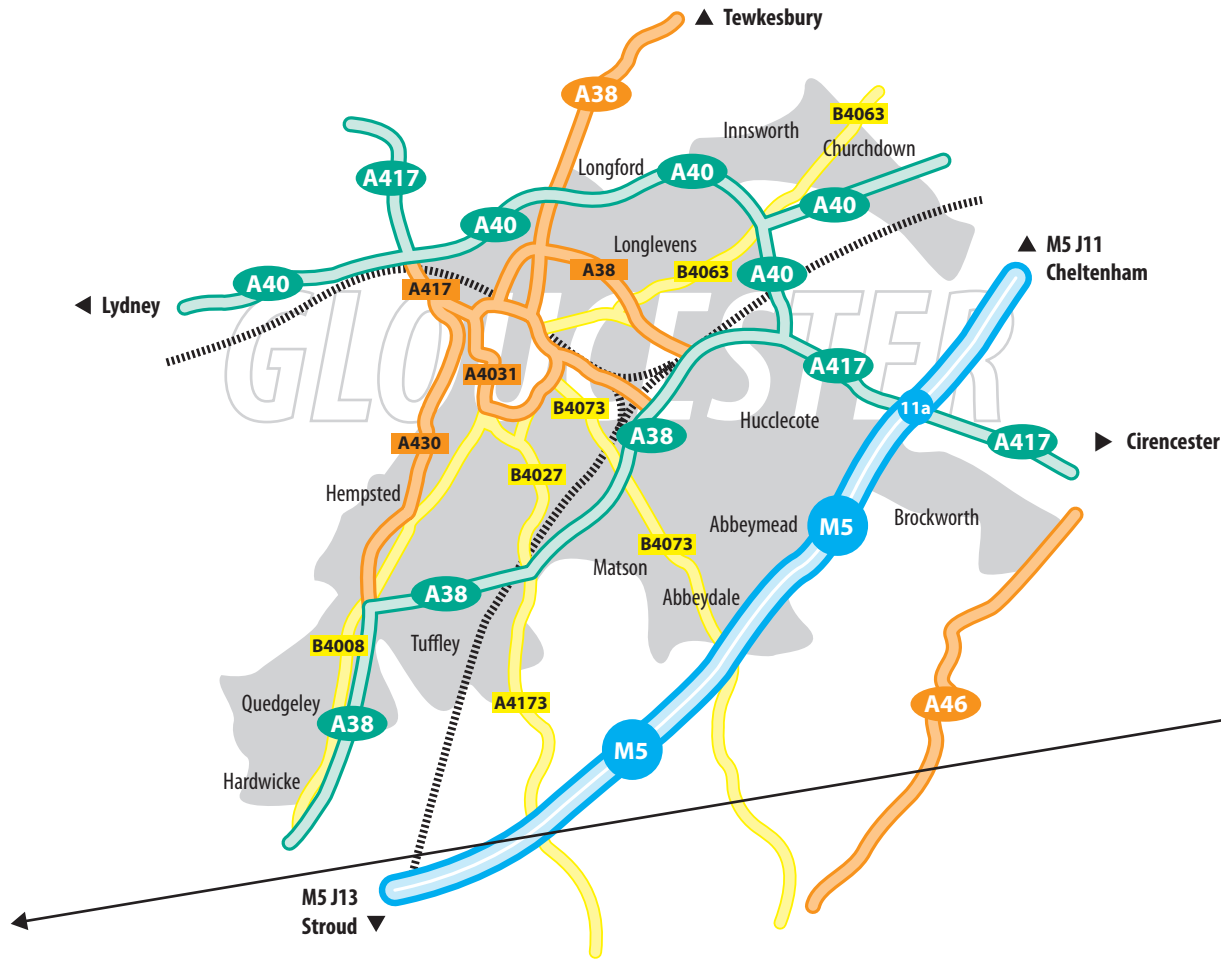 ▲ Tewkesbury
A38
B4063
Innsworth
Churchdown
Longford
A417
A40
A40
A40
Longlevens
▲ M5 J11
Cheltenham
A38
B4063
A40
A40
A417
◀ Lydney
GLOUCESTER
A4031
A417
11a
B4073
Hucclecote
A38
A430
A417
▶ Cirencester
B4027
Hempsted
Abbeymead
M5
Brockworth
B4073
Matson
A38
Abbeydale
B4008
Tuffley
Quedgeley
A4173
A46
A38
M5
Hardwicke
M5 J13
Stroud ▼